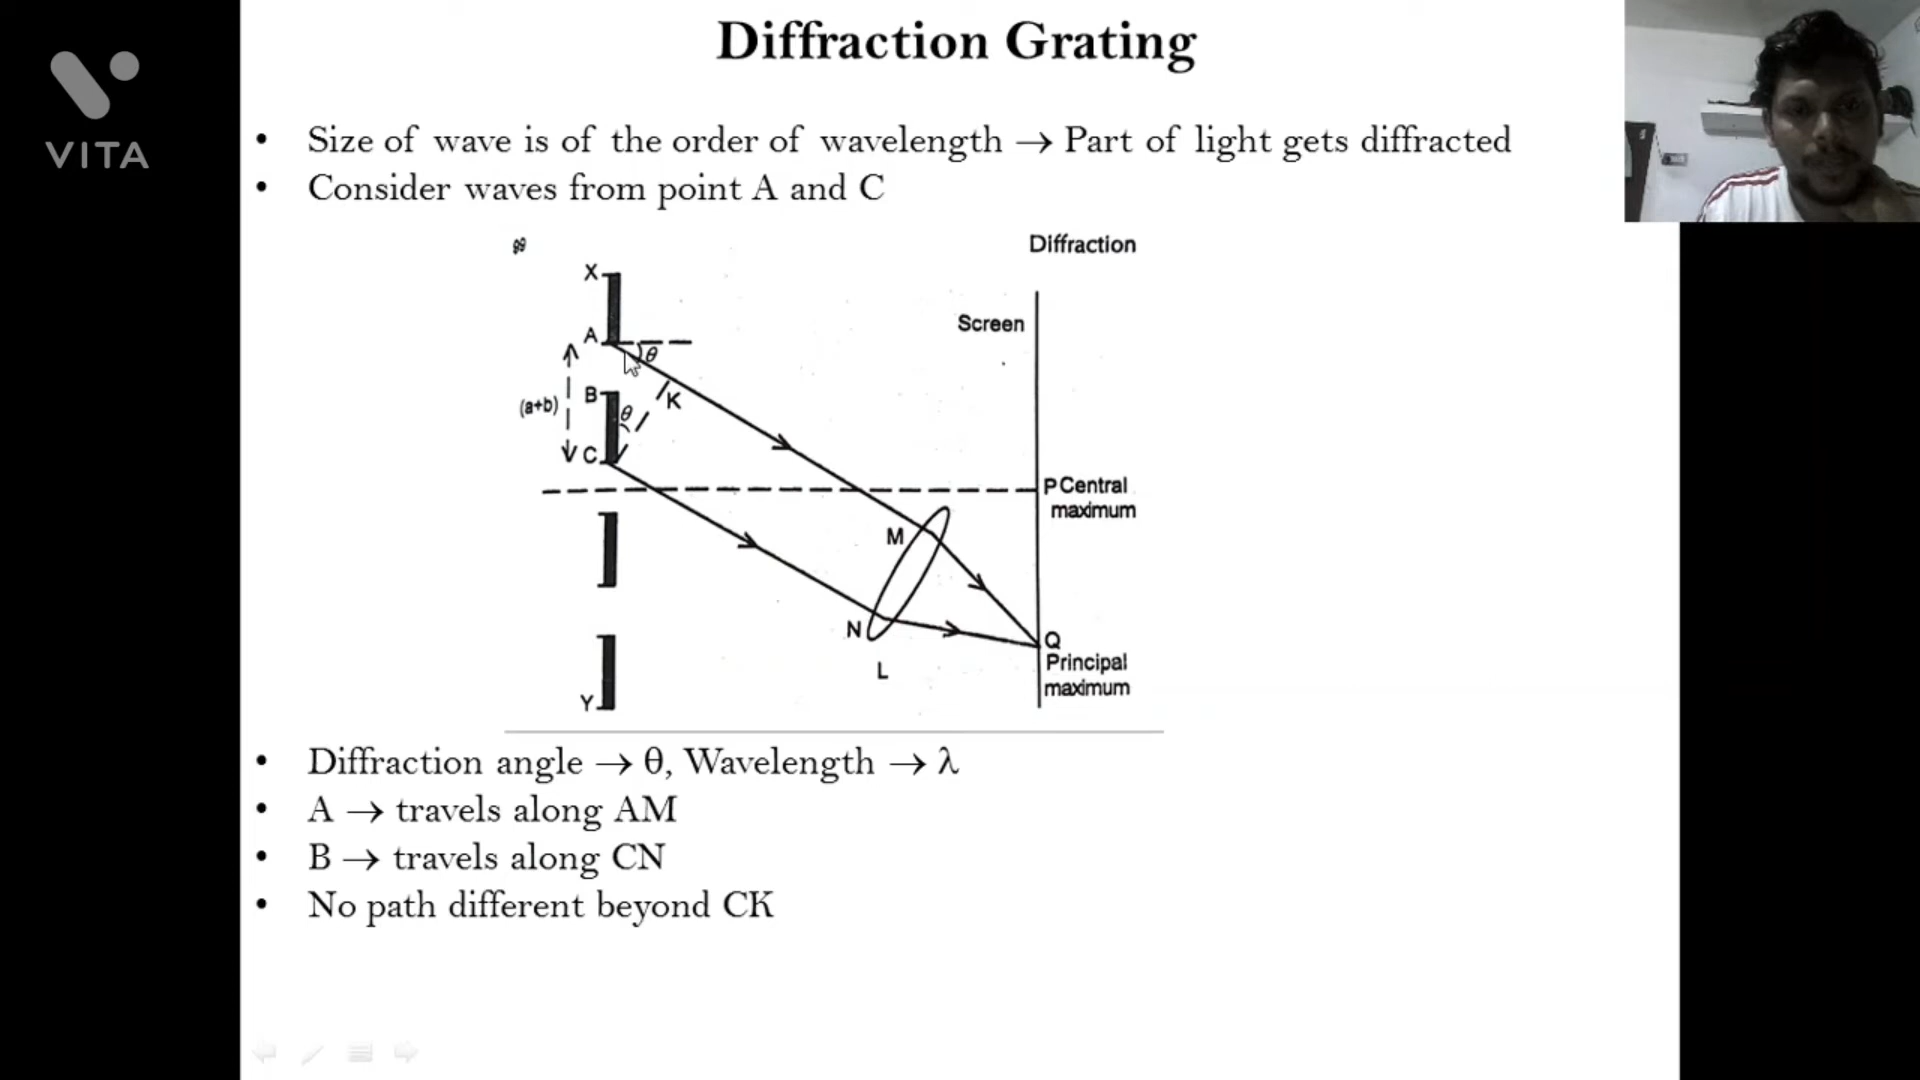 Diffraction Grating
VITA
• Size of wave is of the order of wavelength → Part of light gets diffracted
• Consider waves from point A and C
99
Diffraction
X
Screen
A
θ
(a+b)
B
K
θ
C
P Central
maximum
M
N
Q
Principal
maximum
L
Y
• Diffraction angle → θ, Wavelength → λ
• A → travels along AM
• B → travels along CN
• No path different beyond CK